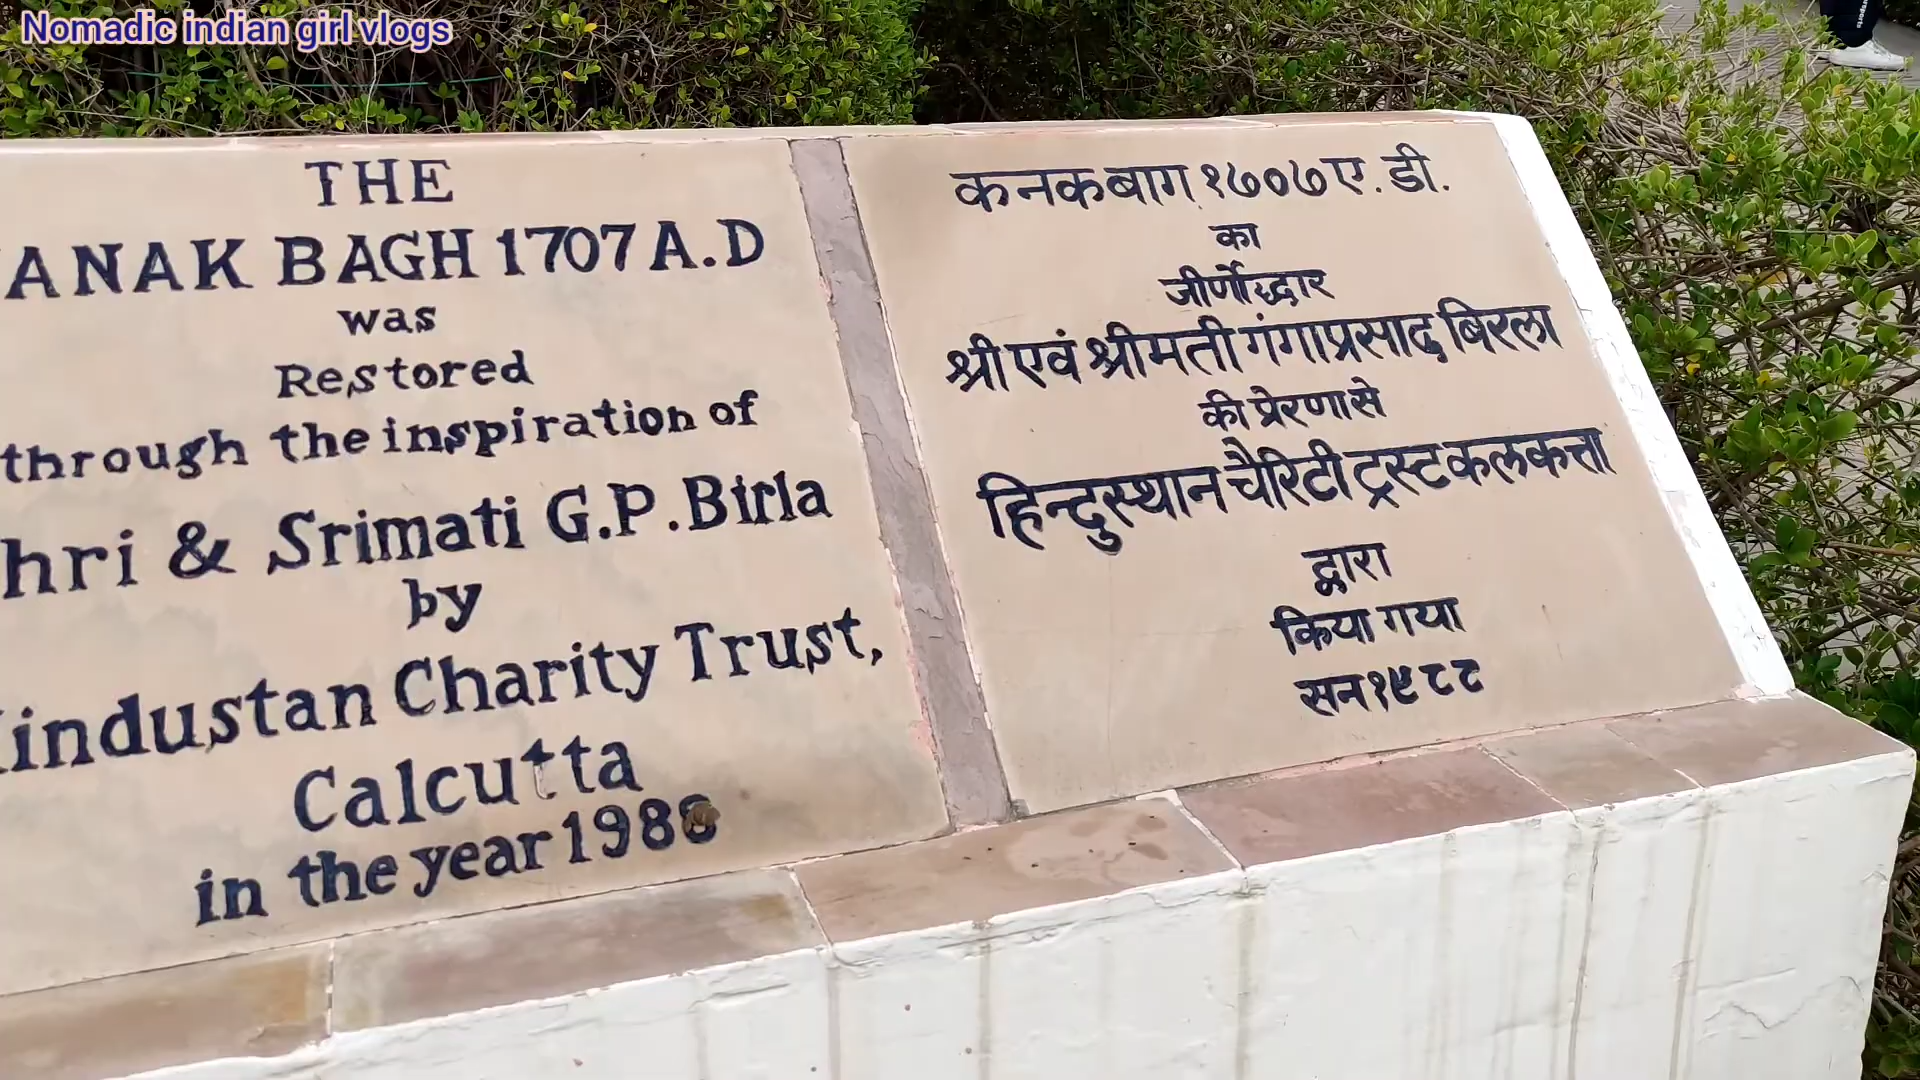 Nomadic indian girl vlogs
THE
ANAK BAGH 1707 A.D
was
Restored
through the inspiration of
hri & Srimati G.P. Birla
by
industan Charity Trust,
Calcutta
in the year 1988
कनकबाग १७०७ ए. डी.
का
जीर्णोद्धार
श्री एवं श्रीमती गंगाप्रसाद बिरला
की प्रेरणा से
हिन्दुस्थान चैरिटी ट्रस्ट कलकत्ता
द्वारा
किया गया
सन १९८८